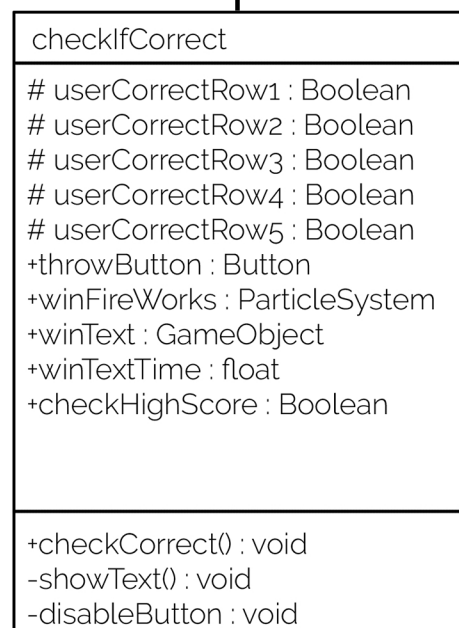 checkIfCorrect
# userCorrectRow1 : Boolean
# userCorrectRow2 : Boolean
# userCorrectRow3 : Boolean
# userCorrectRow4 : Boolean
# userCorrectRow5 : Boolean
+throwButton : Button
+winFireWorks : ParticleSystem
+winText : GameObject
+winTextTime : float
+checkHighScore : Boolean
+checkCorrect() : void
-showText() : void
-disableButton : void